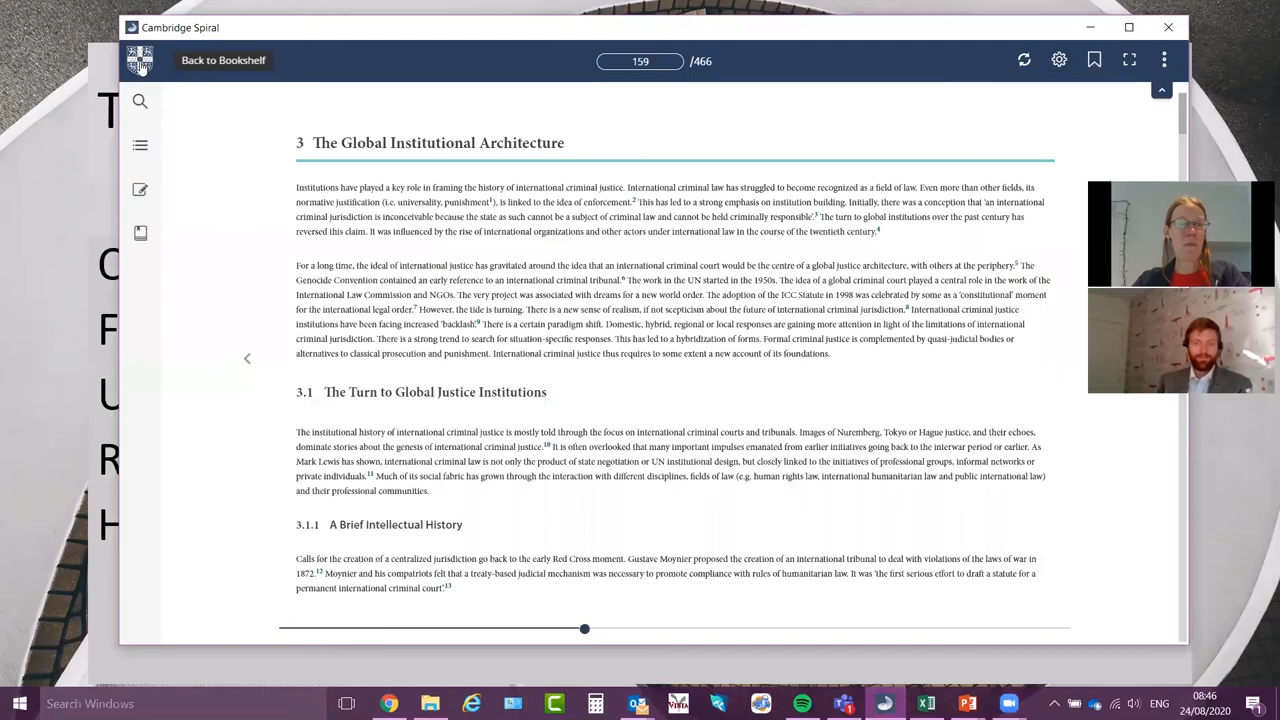 Cambridge Spiral
Back to Bookshelf
159 /466
T
O
F
U
R
H
3 The Global Institutional Architecture
Institutions have played a key role in framing the history of international criminal justice. International criminal law has struggled to become recognized as a field of law. Even more than other fields, its
normative justification (i.e. universality, punishment1), is linked to the idea of enforcement.2 This has led to a strong emphasis on institution building. Initially, there was a conception that 'an international
criminal jurisdiction is inconceivable because the state as such cannot be a subject of criminal law and cannot be held criminally responsible'.3 The turn to global institutions over the past century has
reversed this claim. It was influenced by the rise of international organizations and other actors under international law in the course of the twentieth century.4
For a long time, the ideal of international justice has gravitated around the idea that an international criminal court would be the centre of a global justice architecture, with others at the periphery.5 The
Genocide Convention contained an early reference to an international criminal tribunal.6 The work in the UN started in the 1950s. The idea of a global criminal court played a central role in the work of the
International Law Commission and NGOs. The very project was associated with dreams for a new world order. The adoption of the ICC Statute in 1998 was celebrated by some as a 'constitutional' moment
for the international legal order.7 However, the tide is turning. There is a new sense of realism, if not scepticism about the future of international criminal jurisdiction.8 International criminal justice
institutions have been facing increased 'backlash'.9 There is a certain paradigm shift. Domestic, hybrid, regional or local responses are gaining more attention in light of the limitations of international
criminal jurisdiction. There is a strong trend to search for situation-specific responses. This has led to a hybridization of forms. Formal criminal justice is complemented by quasi-judicial bodies or
alternatives to classical prosecution and punishment. International criminal justice thus requires to some extent a new account of its foundations.
3.1 The Turn to Global Justice Institutions
The institutional history of international criminal justice is mostly told through the focus on international criminal courts and tribunals. Images of Nuremberg, Tokyo or Hague justice, and their echoes,
dominate stories about the genesis of international criminal justice.10 It is often overlooked that many important impulses emanated from earlier initiatives going back to the interwar period or earlier. As
Mark Lewis has shown, international criminal law is not only the product of state negotiation or UN institutional design, but closely linked to the initiatives of professional groups, informal networks or
private individuals.11 Much of its social fabric has grown through the interaction with different disciplines, fields of law (e.g. human rights law, international humanitarian law and public international law)
and their professional communities.
3.1.1 A Brief Intellectual History
Calls for the creation of a centralized jurisdiction go back to the early Red Cross moment. Gustave Moynier proposed the creation of an international tribunal to deal with violations of the laws of war in
1872.12 Moynier and his compatriots felt that a treaty-based judicial mechanism was necessary to promote compliance with rules of humanitarian law. It was 'the first serious effort to draft a statute for a
permanent international criminal court'.13
Search Windows
VISTA
1
ENG
08:46
24/08/2020